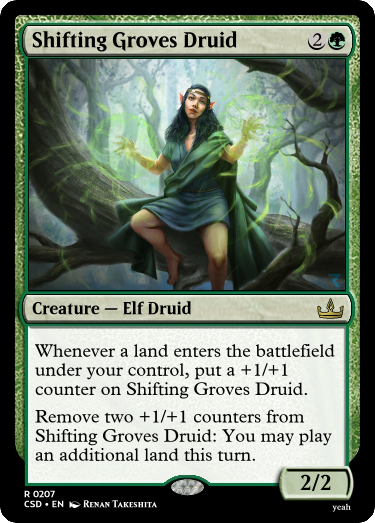 Shifting Groves Druid 2
Creature — Elf Druid
Whenever a land enters the battlefield
under your control, put a +1/+1
counter on Shifting Groves Druid.
Remove two +1/+1 counters from
Shifting Groves Druid: You may play
an additional land this turn.
2/2
R 0207
CSD • EN Renan Takeshita
yeah